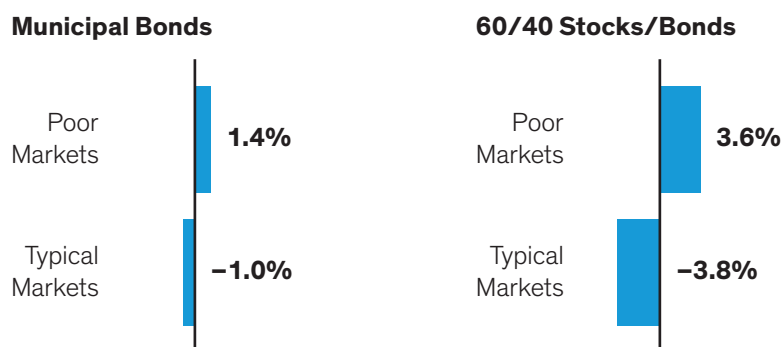 Municipal Bonds
Poor
Markets
1.4%
Typical
Markets
–1.0%
60/40 Stocks/Bonds
Poor
Markets
3.6%
Typical
Markets
–3.8%